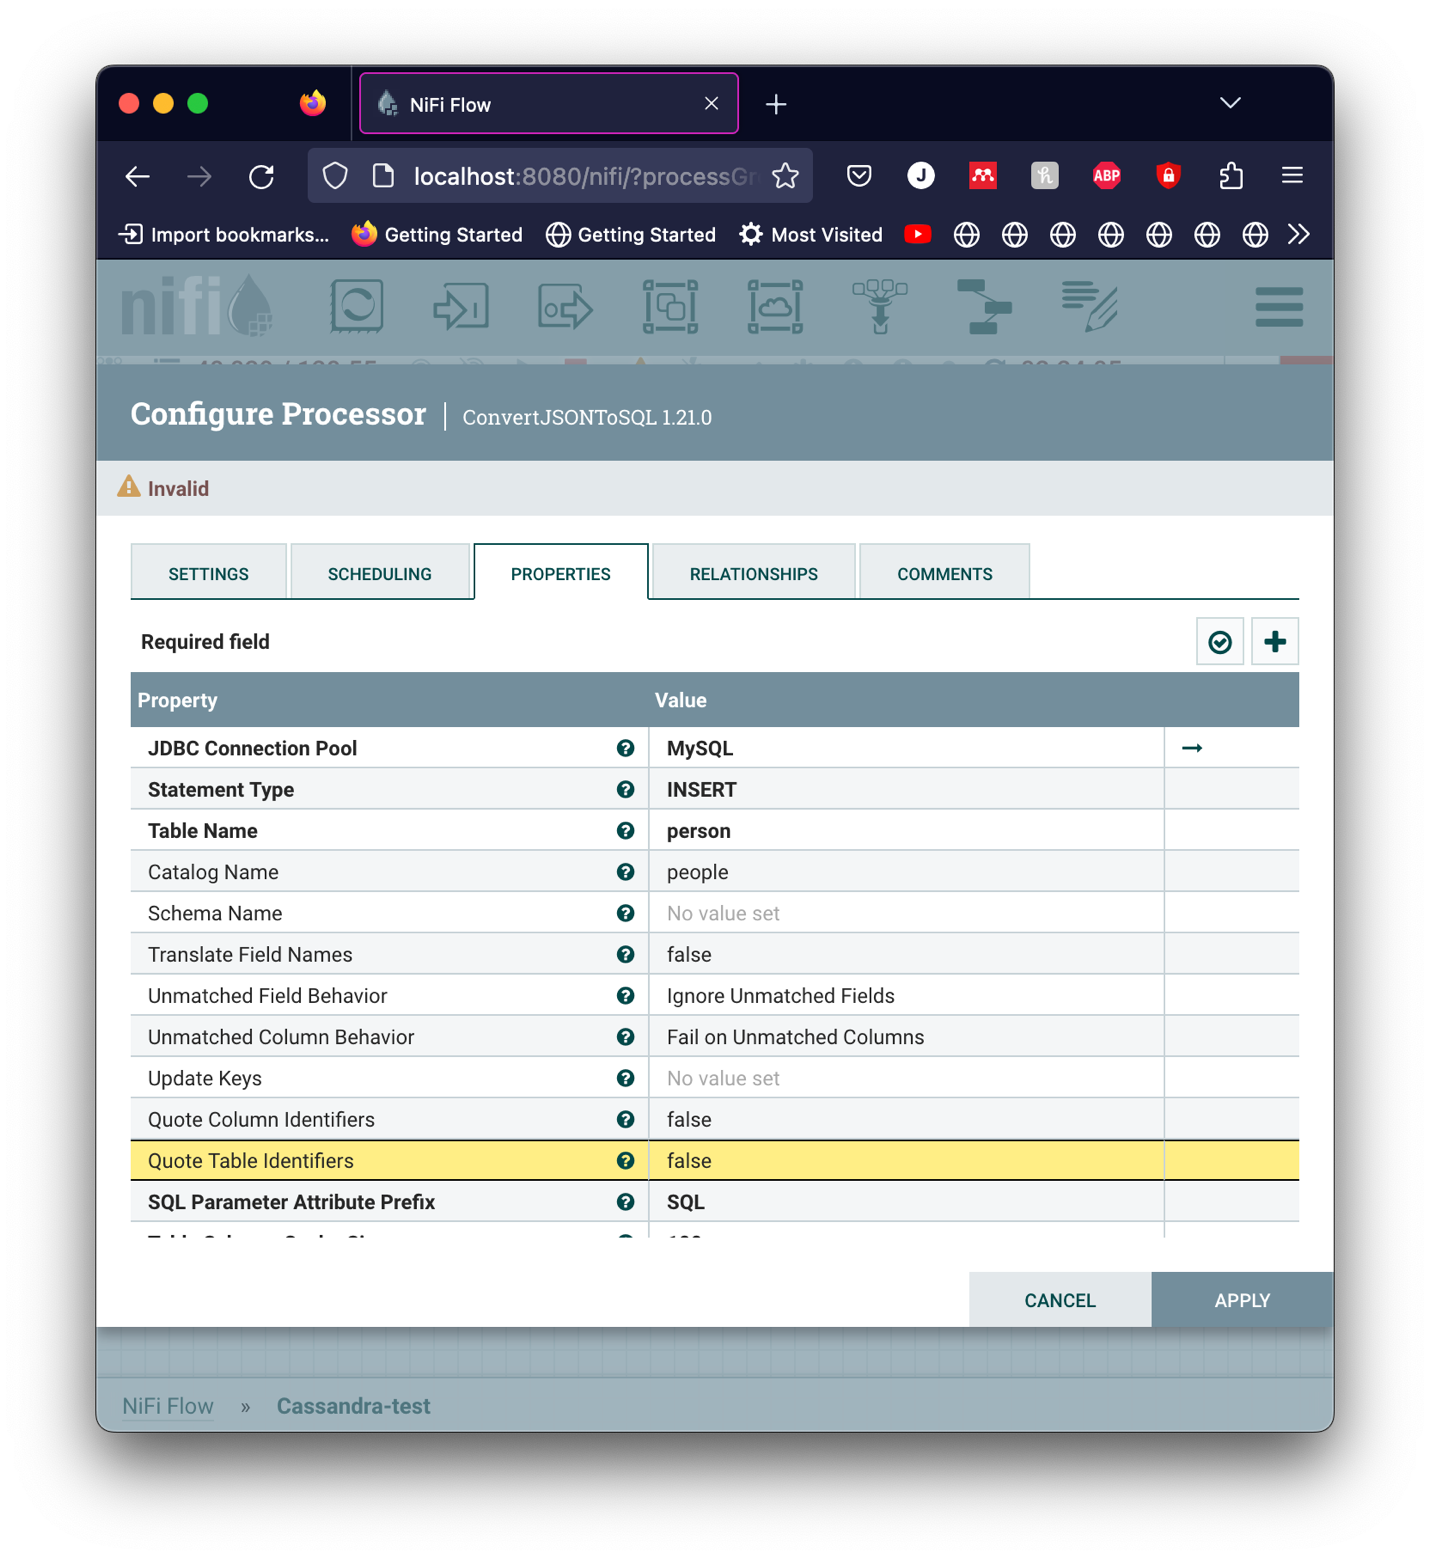 NiFi Flow
localhost:8080/nifi/?processGr
J
ABP
Import bookmarks...
Getting Started
Getting Started
Most Visited
nifi
Configure Processor | ConvertJSONToSQL 1.21.0
Invalid
SETTINGS
SCHEDULING
PROPERTIES
RELATIONSHIPS
COMMENTS
Required field
Property Value
JDBC Connection Pool MySQL
Statement Type INSERT
Table Name person
Catalog Name people
Schema Name No value set
Translate Field Names false
Unmatched Field Behavior Ignore Unmatched Fields
Unmatched Column Behavior Fail on Unmatched Columns
Update Keys No value set
Quote Column Identifiers false
Quote Table Identifiers false
SQL Parameter Attribute Prefix SQL
CANCEL
APPLY
NiFi Flow » Cassandra-test